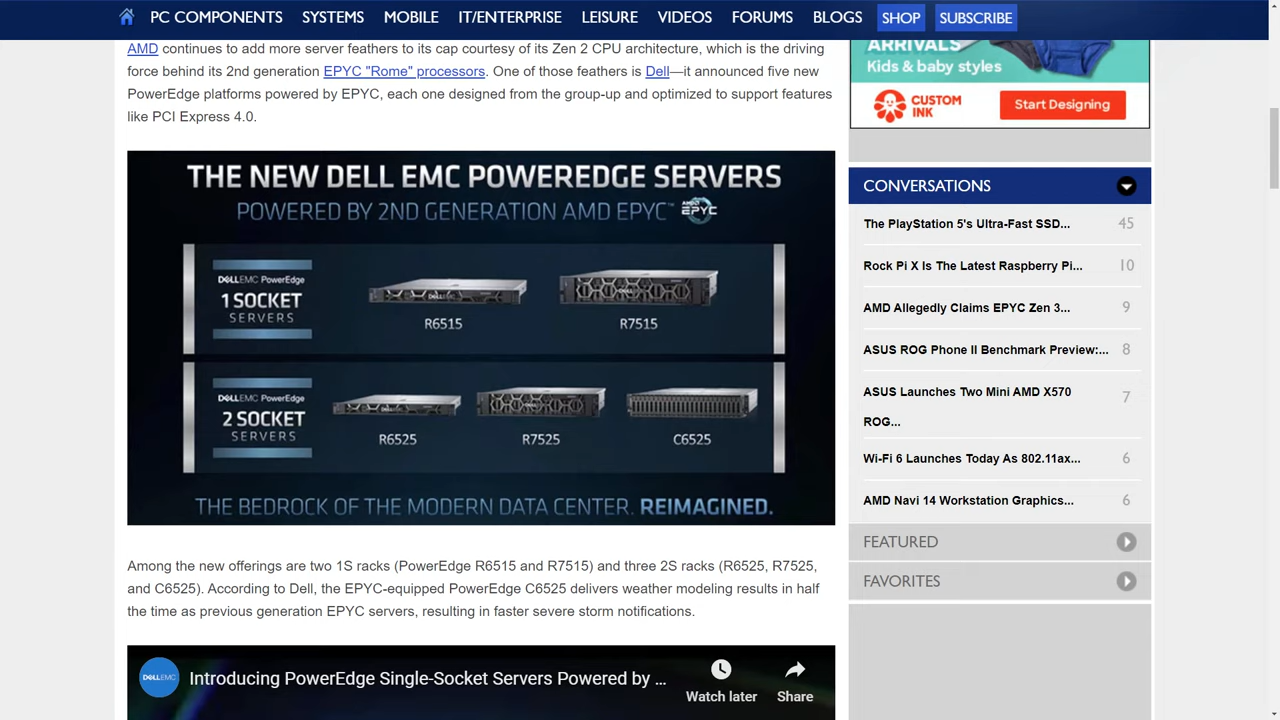 PC COMPONENTS SYSTEMS MOBILE IT/ENTERPRISE LEISURE VIDEOS FORUMS BLOGS SHOP SUBSCRIBE
AMD continues to add more server feathers to its cap courtesy of its Zen 2 CPU architecture, which is the driving
force behind its 2nd generation EPYC "Rome" processors. One of those feathers is Dell—it announced five new
PowerEdge platforms powered by EPYC, each one designed from the group-up and optimized to support features
like PCI Express 4.0.
THE NEW DELL EMC POWEREDGE SERVERS
POWERED BY 2ND GENERATION AMD EPYC™ AMD EPYC
DELLEMC PowerEdge
1 SOCKET
SERVERS
R6515 R7515
DELLEMC PowerEdge
2 SOCKET
SERVERS
R6525 R7525 C6525
THE BEDROCK OF THE MODERN DATA CENTER. REIMAGINED.
Among the new offerings are two 1S racks (PowerEdge R6515 and R7515) and three 2S racks (R6525, R7525,
and C6525). According to Dell, the EPYC-equipped PowerEdge C6525 delivers weather modeling results in half
the time as previous generation EPYC servers, resulting in faster severe storm notifications.
DELLEMC
Introducing PowerEdge Single-Socket Servers Powered by ...
Watch later Share
ARRIVALS
Kids & baby styles
CUSTOM
INK
Start Designing
CONVERSATIONS
The PlayStation 5's Ultra-Fast SSD... 45
Rock Pi X Is The Latest Raspberry Pi... 10
AMD Allegedly Claims EPYC Zen 3... 9
ASUS ROG Phone II Benchmark Preview:... 8
ASUS Launches Two Mini AMD X570
ROG... 7
Wi-Fi 6 Launches Today As 802.11ax... 6
AMD Navi 14 Workstation Graphics... 6
FEATURED
FAVORITES